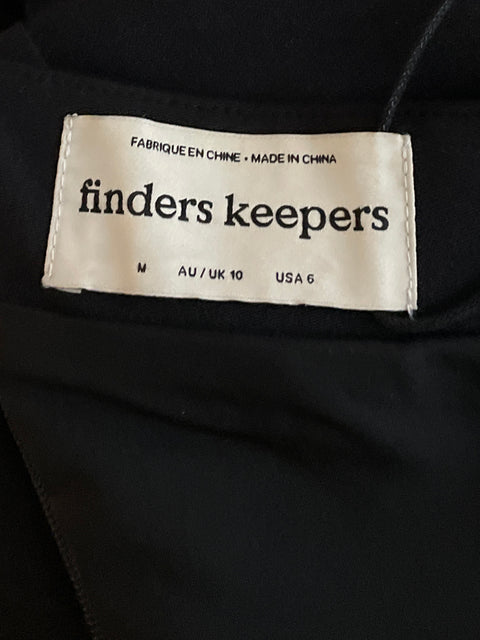 FABRIQUE EN CHINE • MADE IN CHINA
finders keepers
M AU / UK 10 USA 6